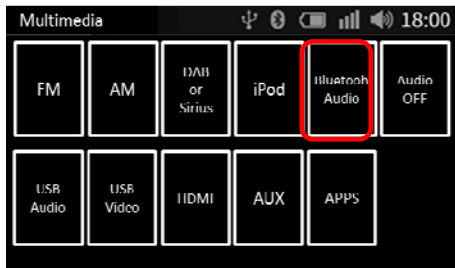 Multimedia 18:00
FM
AM
DAB
or
Sirius
iPod
Bluetooh
Audio
Audio
OFF
USB
Audio
USB
Video
HDMI
AUX
APPS